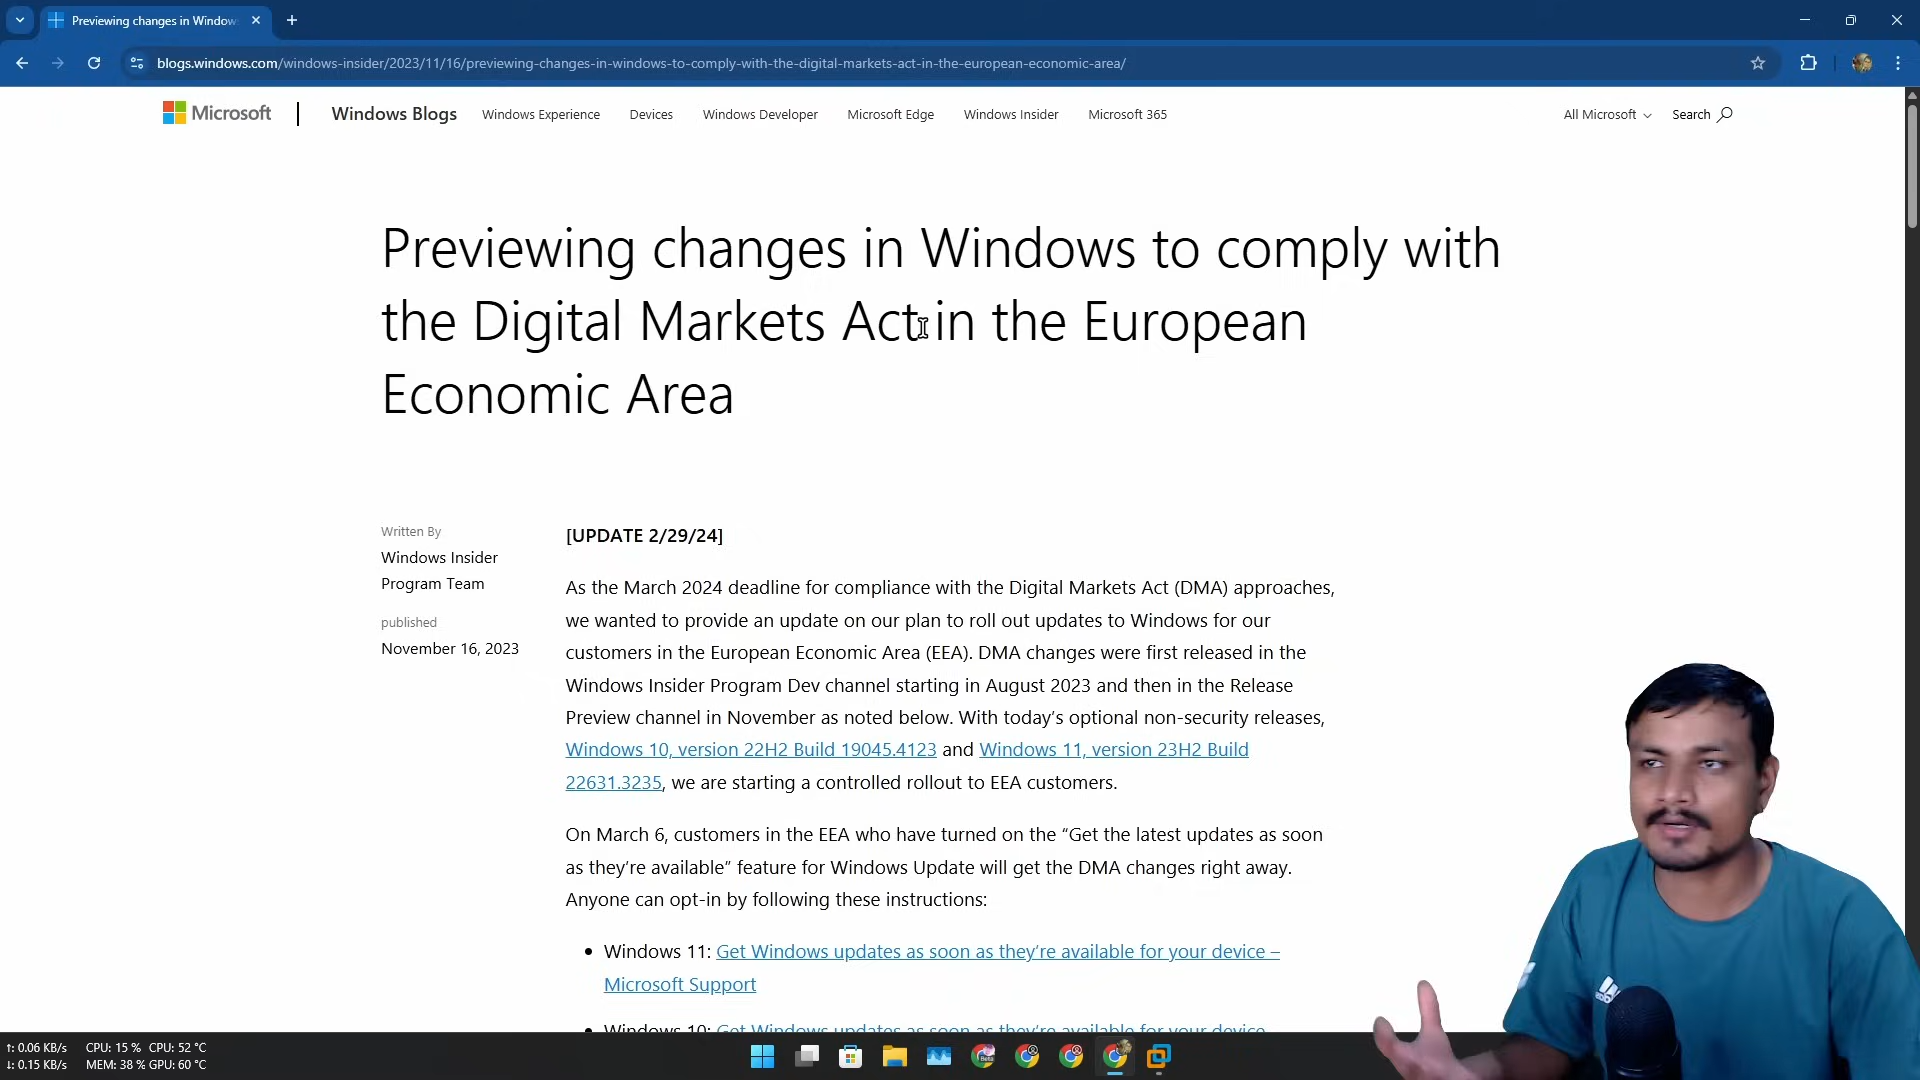 Previewing changes in Window
blogs.windows.com/windows-insider/2023/11/16/previewing-changes-in-windows-to-comply-with-the-digital-markets-act-in-the-european-economic-area/
Microsoft
Windows Blogs
Windows Experience
Devices
Windows Developer
Microsoft Edge
Windows Insider
Microsoft 365
All Microsoft
Search
Previewing changes in Windows to comply with
the Digital Markets Act in the European
Economic Area
Written By
Windows Insider
Program Team
published
November 16, 2023
[UPDATE 2/29/24]
As the March 2024 deadline for compliance with the Digital Markets Act (DMA) approaches,
we wanted to provide an update on our plan to roll out updates to Windows for our
customers in the European Economic Area (EEA). DMA changes were first released in the
Windows Insider Program Dev channel starting in August 2023 and then in the Release
Preview channel in November as noted below. With today’s optional non-security releases,
Windows 10, version 22H2 Build 19045.4123 and Windows 11, version 23H2 Build
22631.3235, we are starting a controlled rollout to EEA customers.
On March 6, customers in the EEA who have turned on the “Get the latest updates as soon
as they’re available” feature for Windows Update will get the DMA changes right away.
Anyone can opt-in by following these instructions:
• Windows 11: Get Windows updates as soon as they’re available for your device –
Microsoft Support
• Windows 10: Get Windows updates as soon as they’re available for your device
↑: 0.06 KB/s CPU: 15 % CPU: 52 °C
↓: 0.15 KB/s MEM: 38 % GPU: 60 °C
Beta